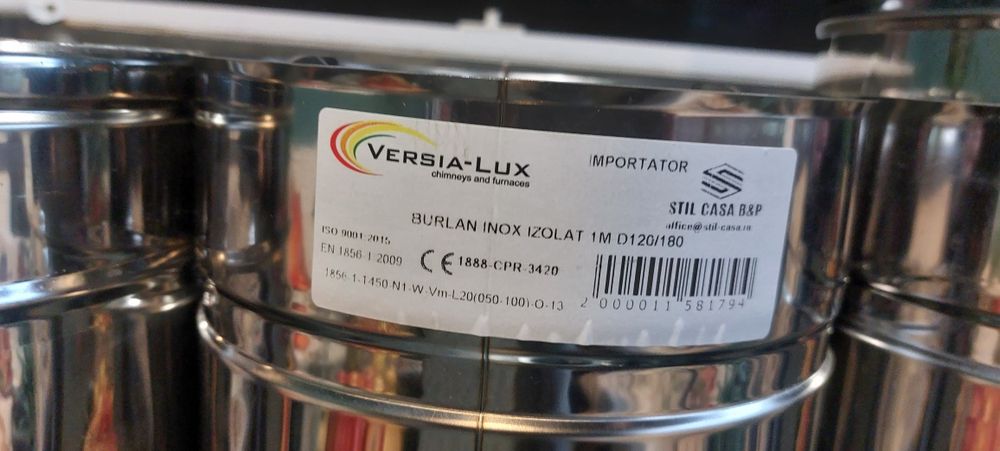 VERSIA-LUX
chimneys and furnaces
IMPORTATOR
STIL CASA B&P
office@stil-casa.ro
BURLAN INOX IZOLAT 1M D120/180
ISO 9001:2015
EN 1856-1:2009
CE 1888-CPR-3420
1856-1-T450-N1-W-Vm-L20(050-100)-O-13
2 000011 581794